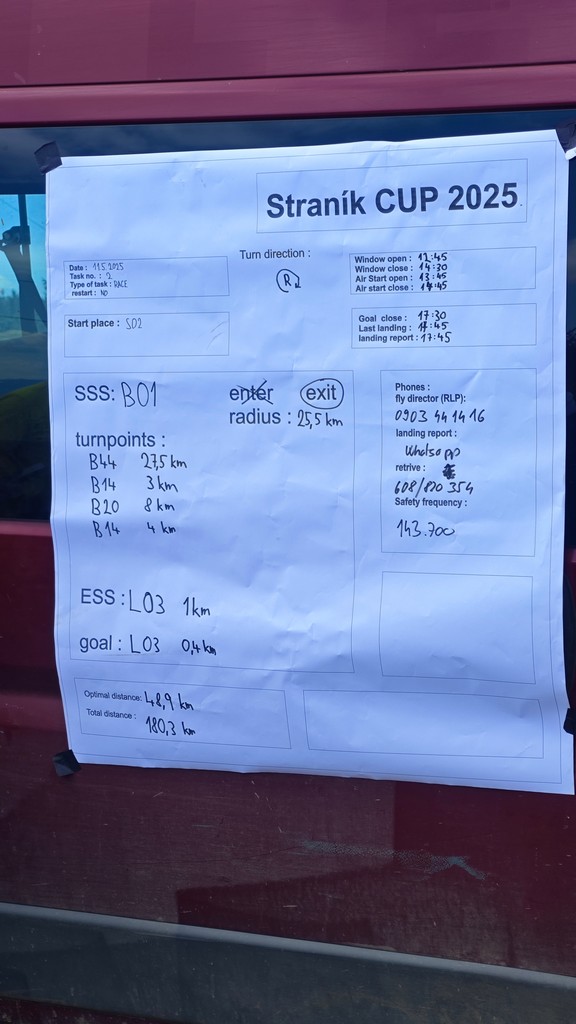 Straník CUP 2025
Date : 11.5.2025
Task no. : 2
Type of task : RACE
restart : NO
Turn direction :
R
Window open : 12:45
Window close : 14:30
Air Start open : 13:45
Air start close : 14:45
Start place : S02
Goal close : 17:30
Last landing : 17:45
landing report : 17:45
SSS: B01 enter exit
radius : 25,5 km
turnpoints :
B44 27,5 km
B14 3 km
B20 8 km
B14 4 km
ESS : L03 1km
goal : L03 0,4 km
Phones :
fly director (RLP):
0903 441416
landing report :
Whatsapp
retrive :
608/820 354
Safety frequency :
143.700
Optimal distance: 48,9 km
Total distance : 180,3 km